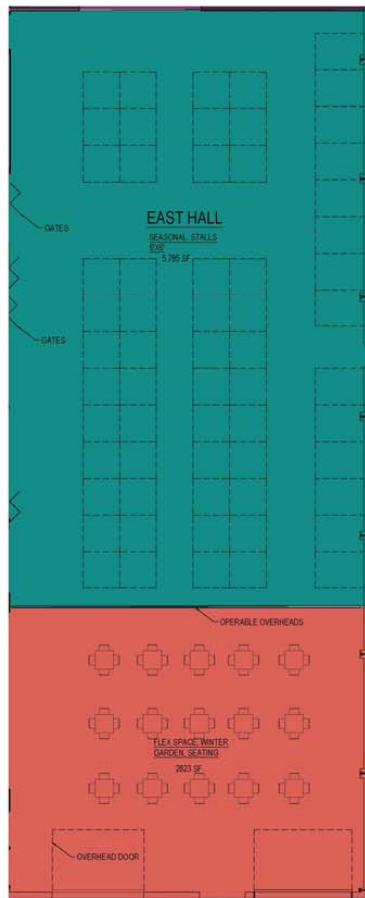 EAST HALL
SEASONAL STALLS
8'X8'
5,785 SF
GATES
GATES
OPERABLE OVERHEADS
FLEX SPACE, WINTER
GARDEN, SEATING
2823 SF
OVERHEAD DOOR